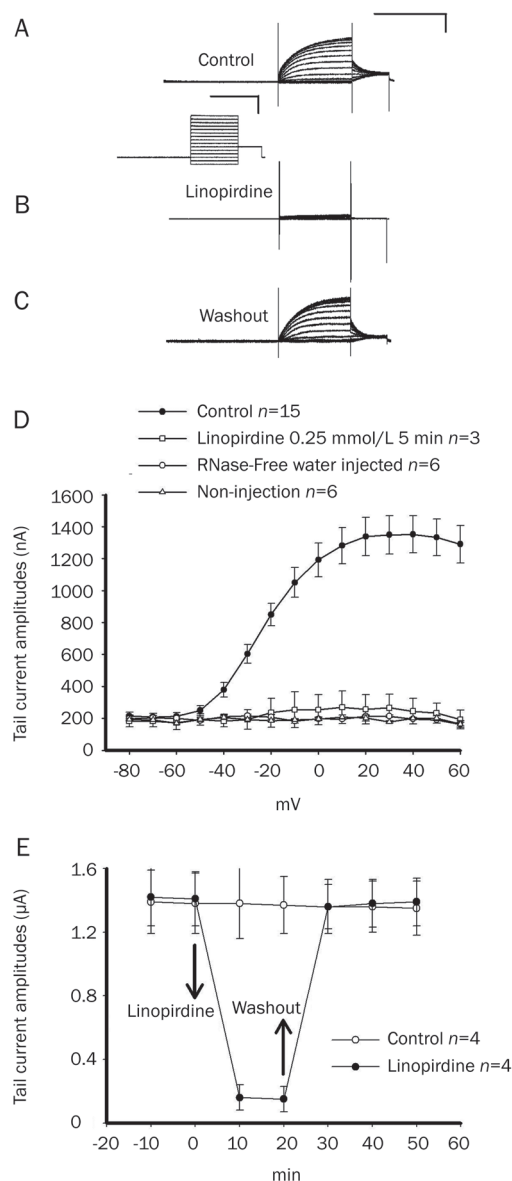 A
Control
Linopirdine
B
C
Washout
D
Control n=15
Linopirdine 0.25 mmol/L 5 min n=3
RNase-Free water injected n=6
Non-injection n=6
Tail current amplitudes (nA)
1600
1400
1200
1000
800
600
400
200
0
-80 -60 -40 -20 0 20 40 60
mV
E
Tail current amplitudes (µA)
1.6
1.2
0.8
0.4
0
Linopirdine
Washout
Control n=4
Linopirdine n=4
-20 -10 0 10 20 30 40 50 60
min